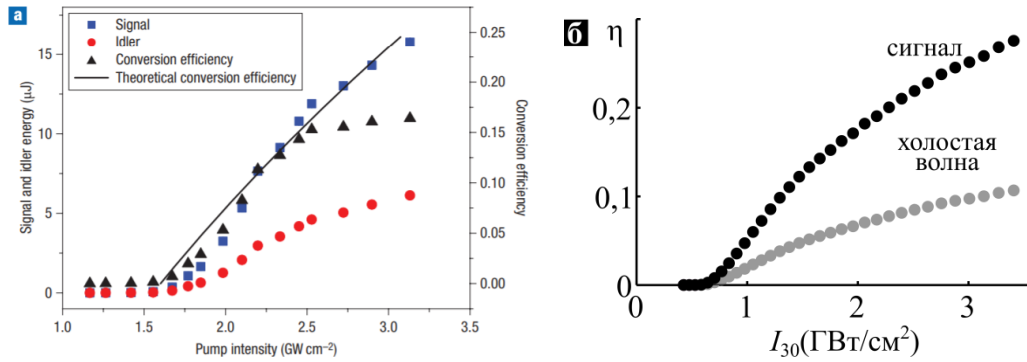 а
Signal
Idler
Conversion efficiency
Theoretical conversion efficiency
Signal and idler energy (μJ)
15
10
5
0
0.25
0.20
0.15
0.10
0.05
0.00
Conversion efficiency
1.0 1.5 2.0 2.5 3.0 3.5
Pump intensity (GW cm⁻²)
б
η
сигнал
холостая
волна
0,2
0,1
0
0 1 2 3
I₃₀(ГВт/см²)